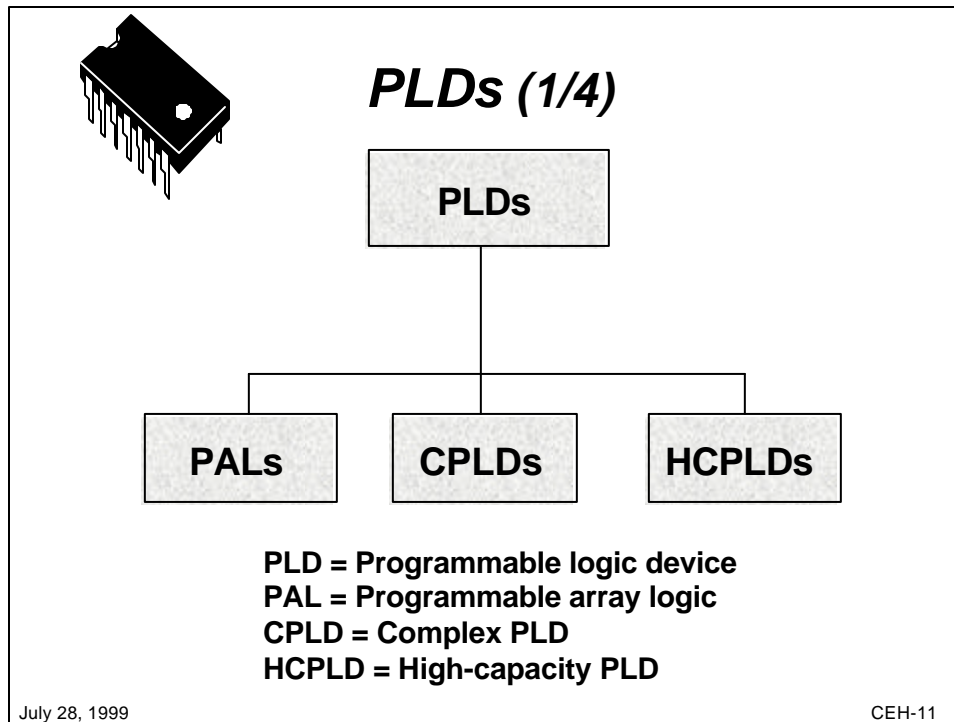 PLDs (1/4)
PLDs
PALs
CPLDs
HCPLDs
PLD = Programmable logic device
PAL = Programmable array logic
CPLD = Complex PLD
HCPLD = High-capacity PLD
July 28, 1999
CEH-11